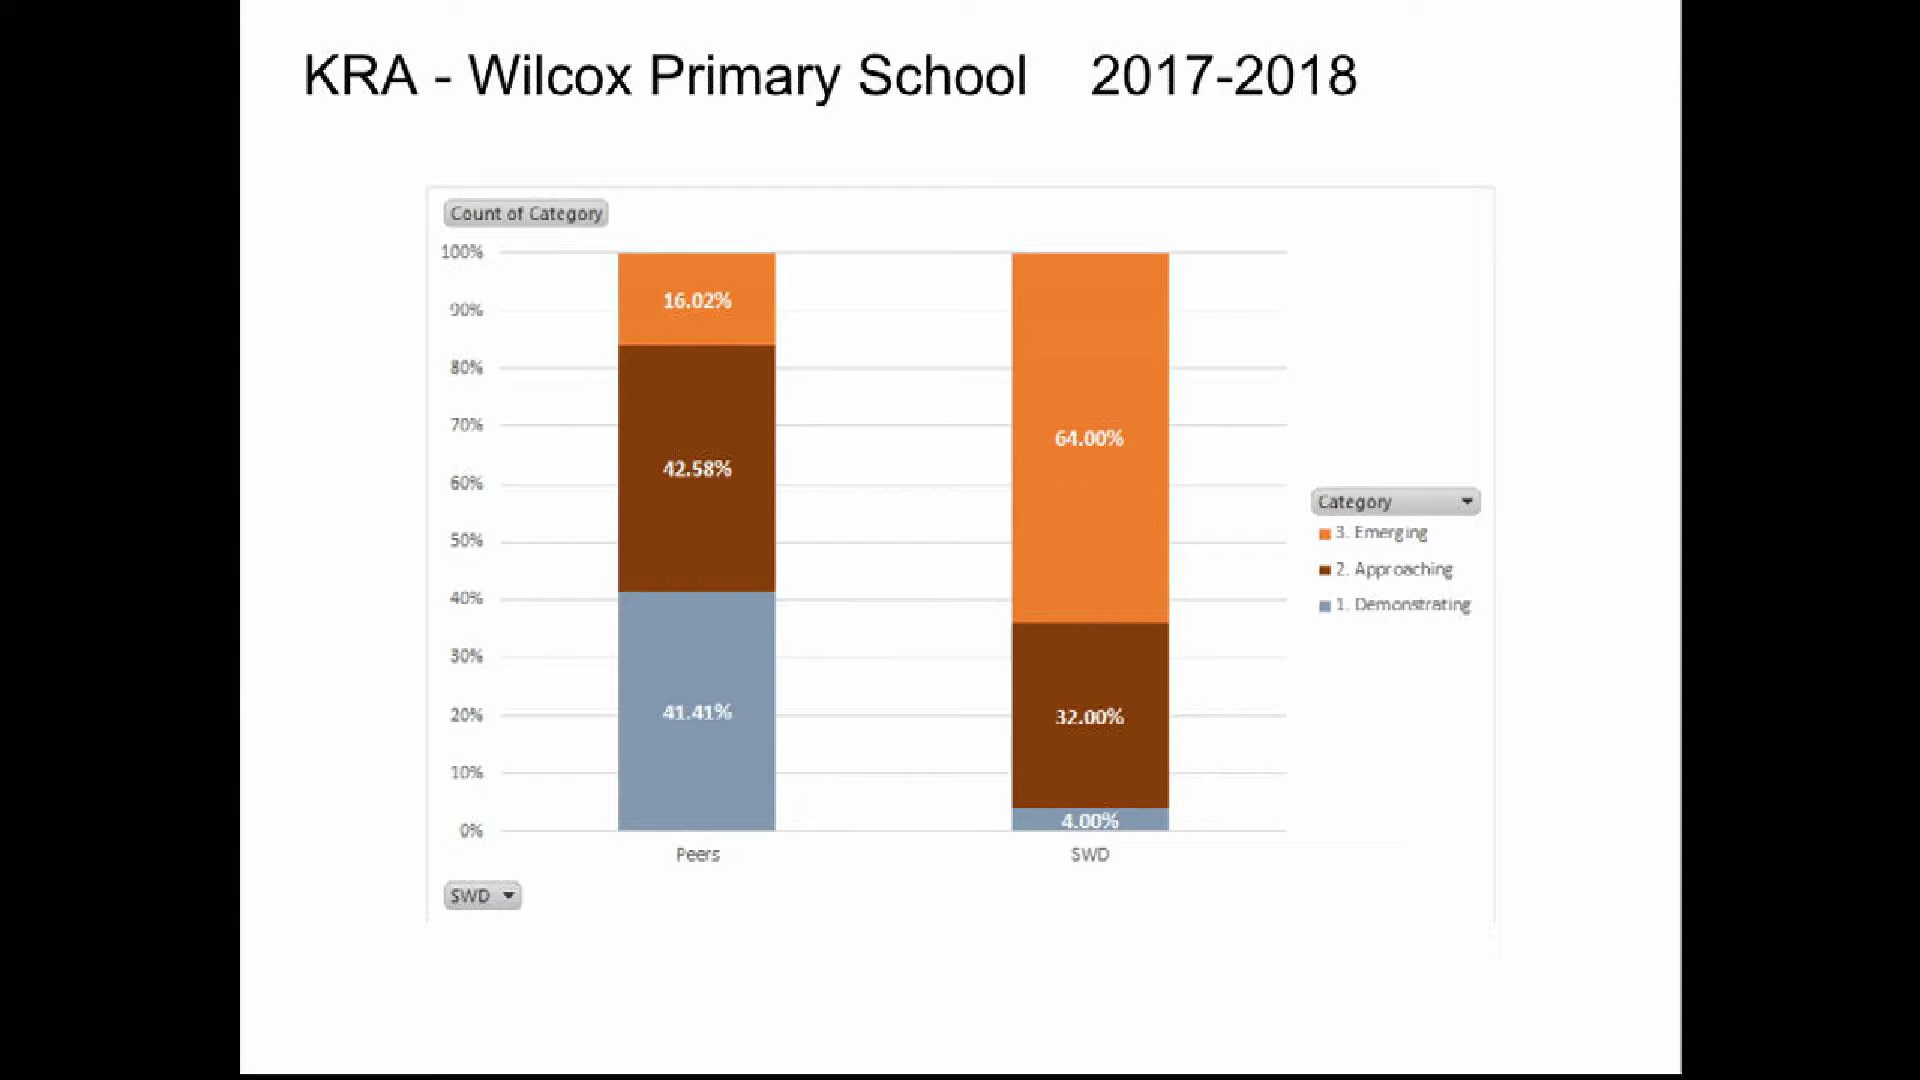 KRA - Wilcox Primary School 2017-2018
Count of Category
100%
90%
80%
70%
60%
50%
40%
30%
20%
10%
0%
16.02%
42.58%
41.41%
64.00%
32.00%
4.00%
Peers
SWD
Category
3. Emerging
2. Approaching
1. Demonstrating
SWD